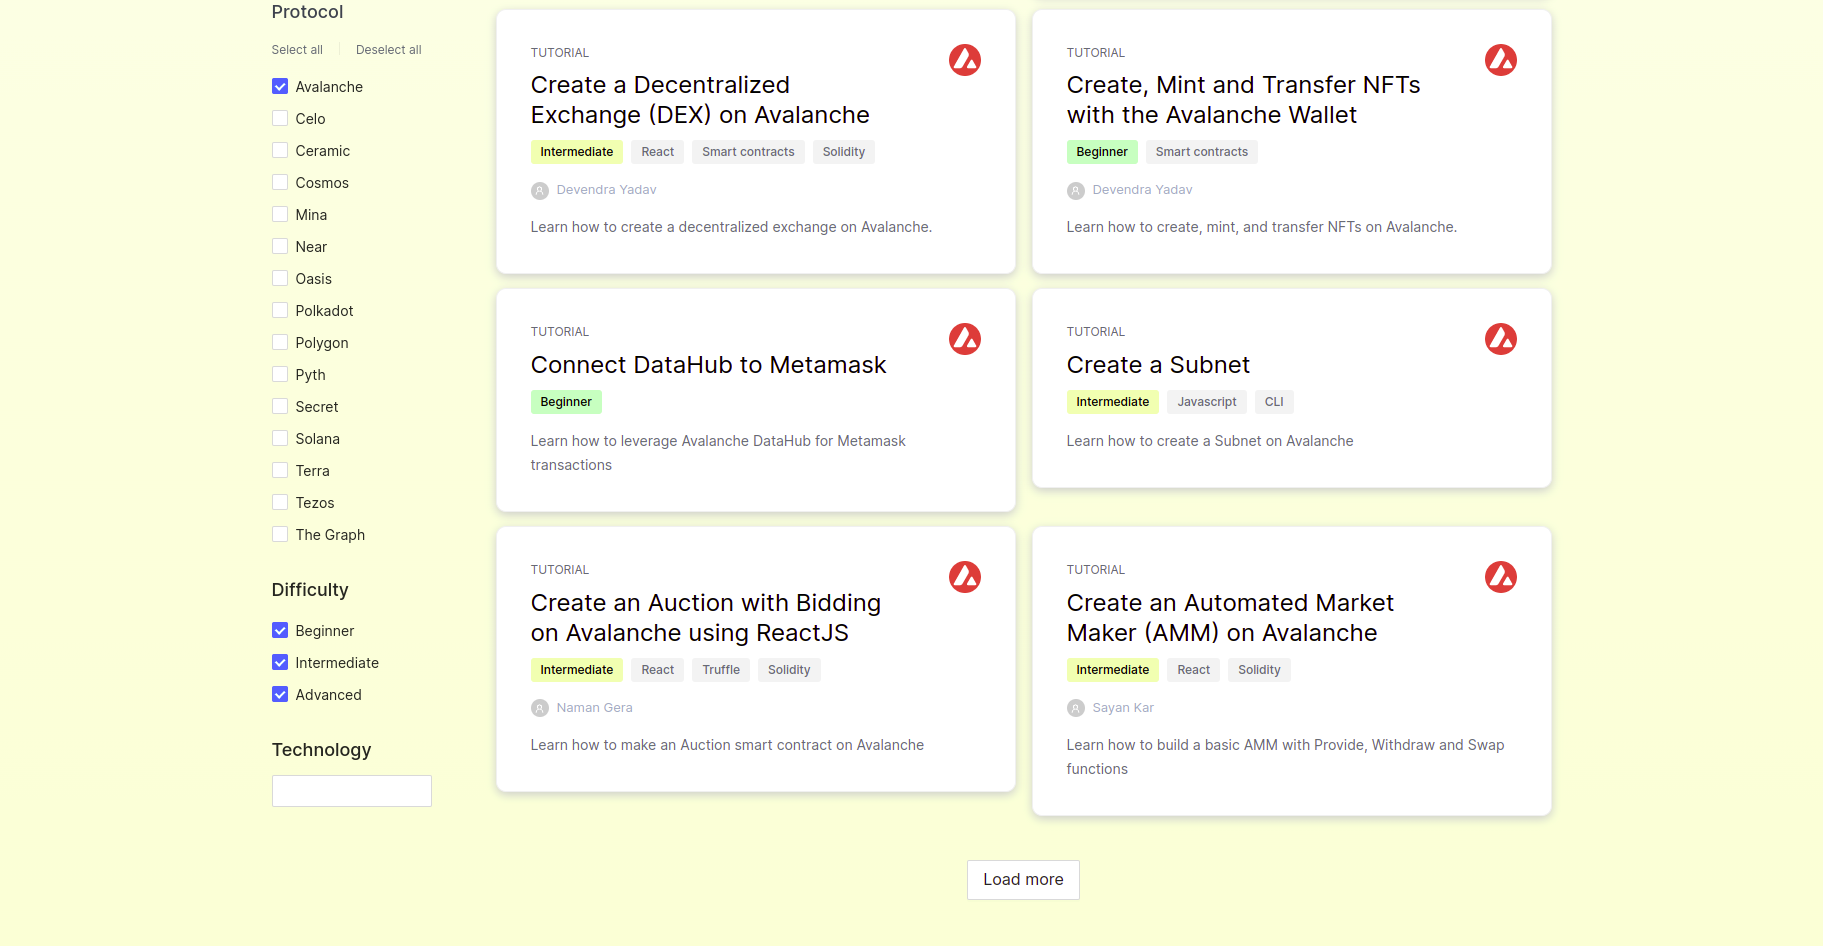 Protocol
Select all
Deselect all
Avalanche
Celo
Ceramic
Cosmos
Mina
Near
Oasis
Polkadot
Polygon
Pyth
Secret
Solana
Terra
Tezos
The Graph
Difficulty
Beginner
Intermediate
Advanced
Technology
TUTORIAL
Create a Decentralized
Exchange (DEX) on Avalanche
Intermediate React Smart contracts Solidity
Devendra Yadav
Learn how to create a decentralized exchange on Avalanche.
TUTORIAL
Create, Mint and Transfer NFTs
with the Avalanche Wallet
Beginner Smart contracts
Devendra Yadav
Learn how to create, mint, and transfer NFTs on Avalanche.
TUTORIAL
Connect DataHub to Metamask
Beginner
Learn how to leverage Avalanche DataHub for Metamask
transactions
TUTORIAL
Create a Subnet
Intermediate Javascript CLI
Learn how to create a Subnet on Avalanche
TUTORIAL
Create an Auction with Bidding
on Avalanche using ReactJS
Intermediate React Truffle Solidity
Naman Gera
Learn how to make an Auction smart contract on Avalanche
TUTORIAL
Create an Automated Market
Maker (AMM) on Avalanche
Intermediate React Solidity
Sayan Kar
Learn how to build a basic AMM with Provide, Withdraw and Swap
functions
Load more